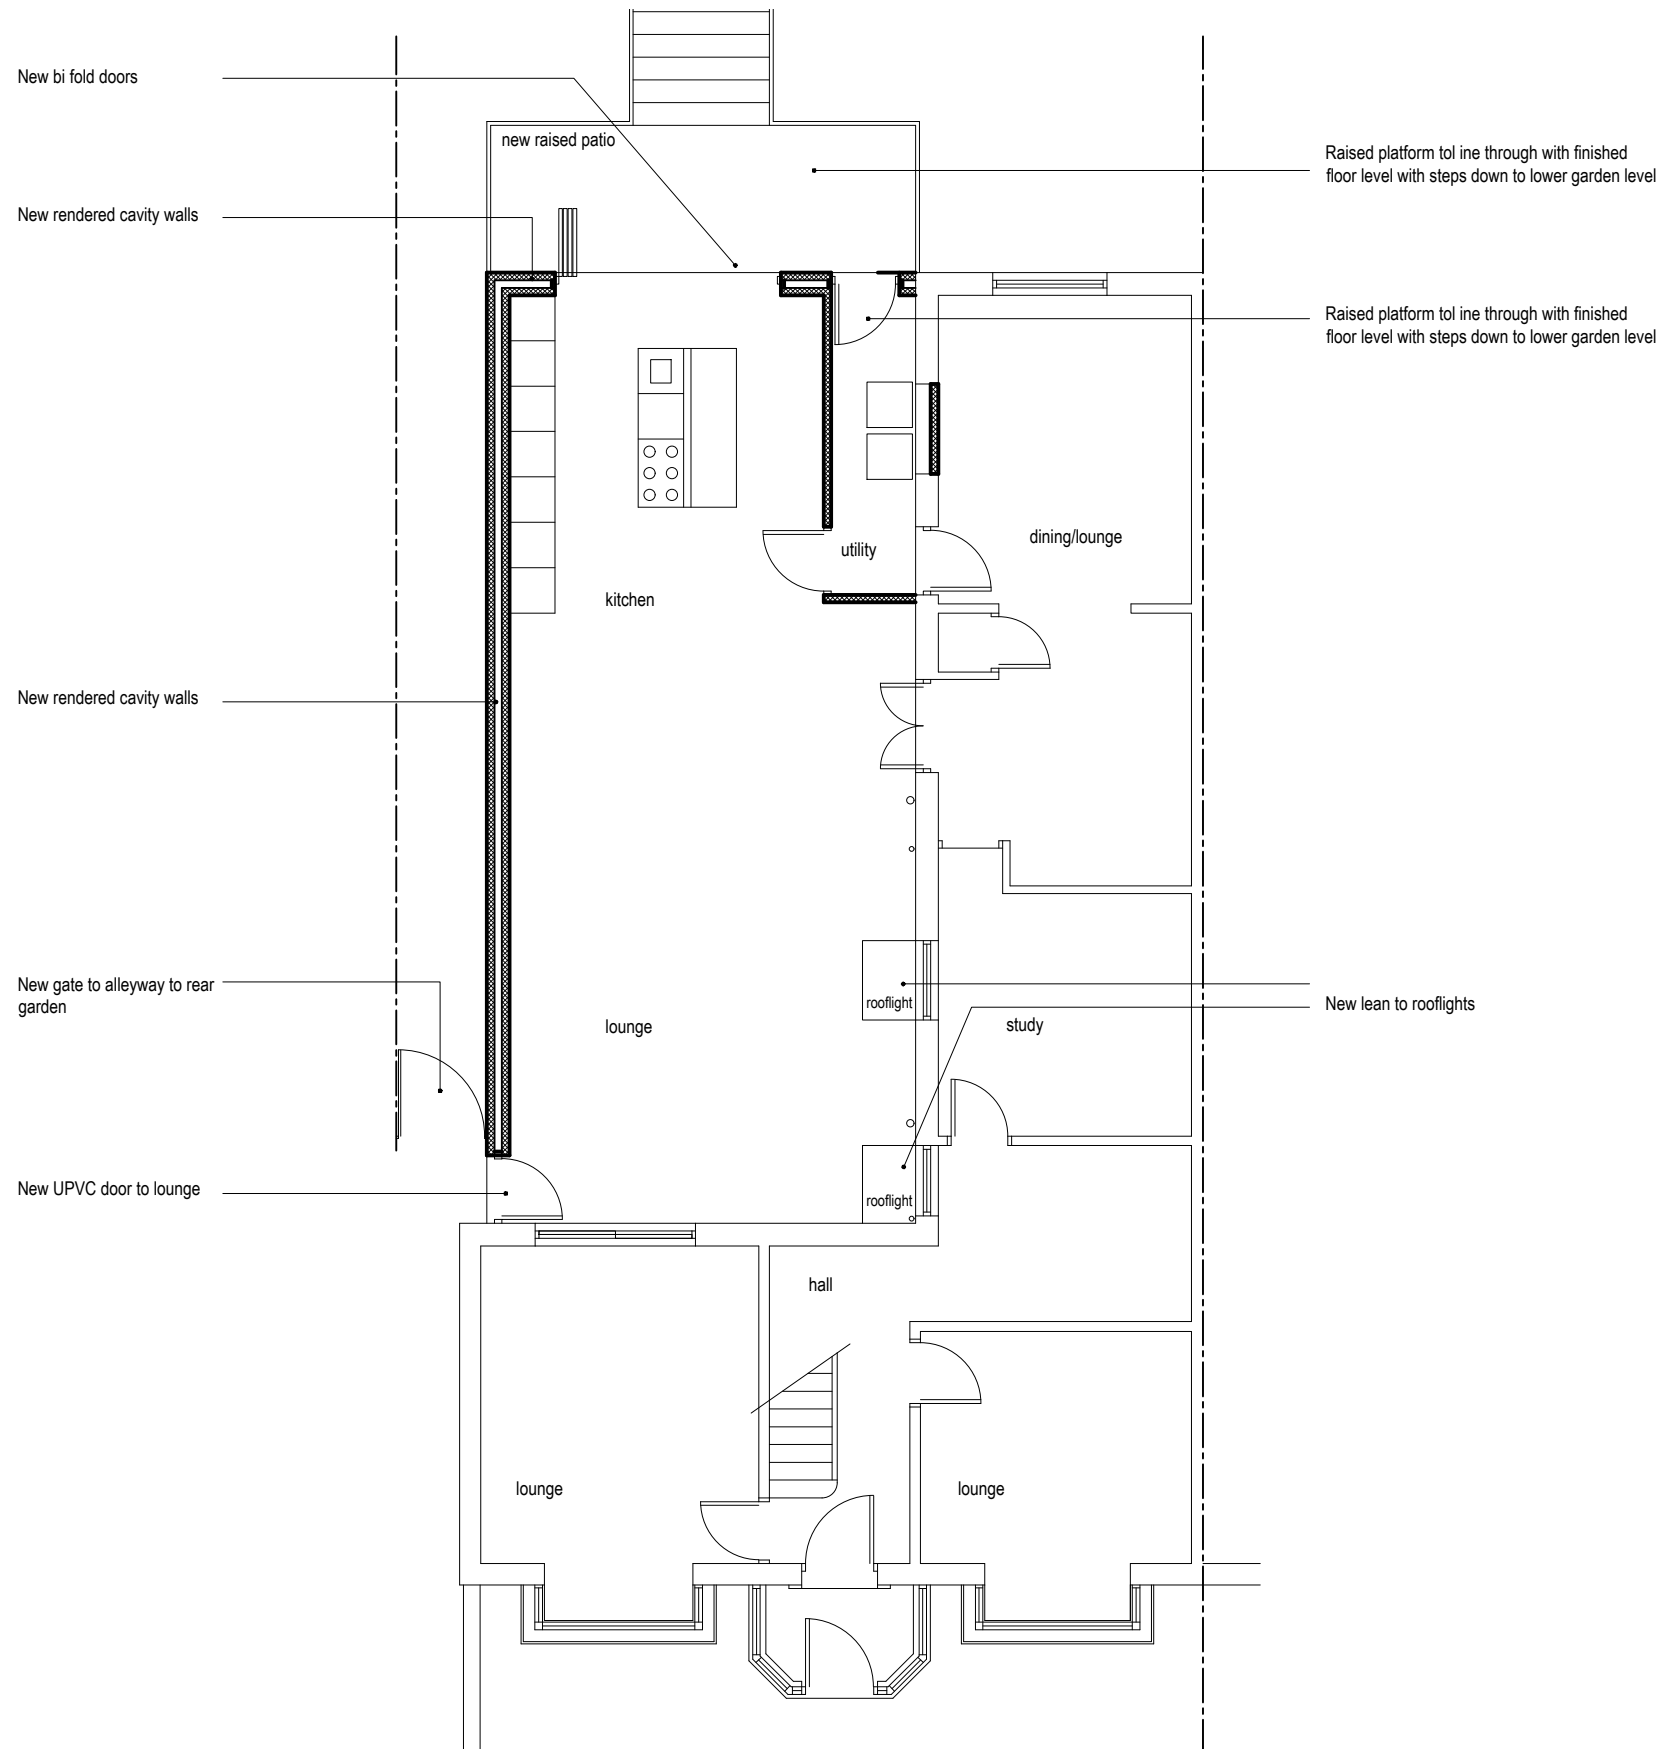 New bi fold doors
new raised patio
Raised platform tol ine through with finished
floor level with steps down to lower garden level
New rendered cavity walls
Raised platform tol ine through with finished
floor level with steps down to lower garden level
dining/lounge
utility
kitchen
New rendered cavity walls
New gate to alleyway to rear
garden
rooflight
New lean to rooflights
lounge
study
New UPVC door to lounge
rooflight
hall
lounge
lounge